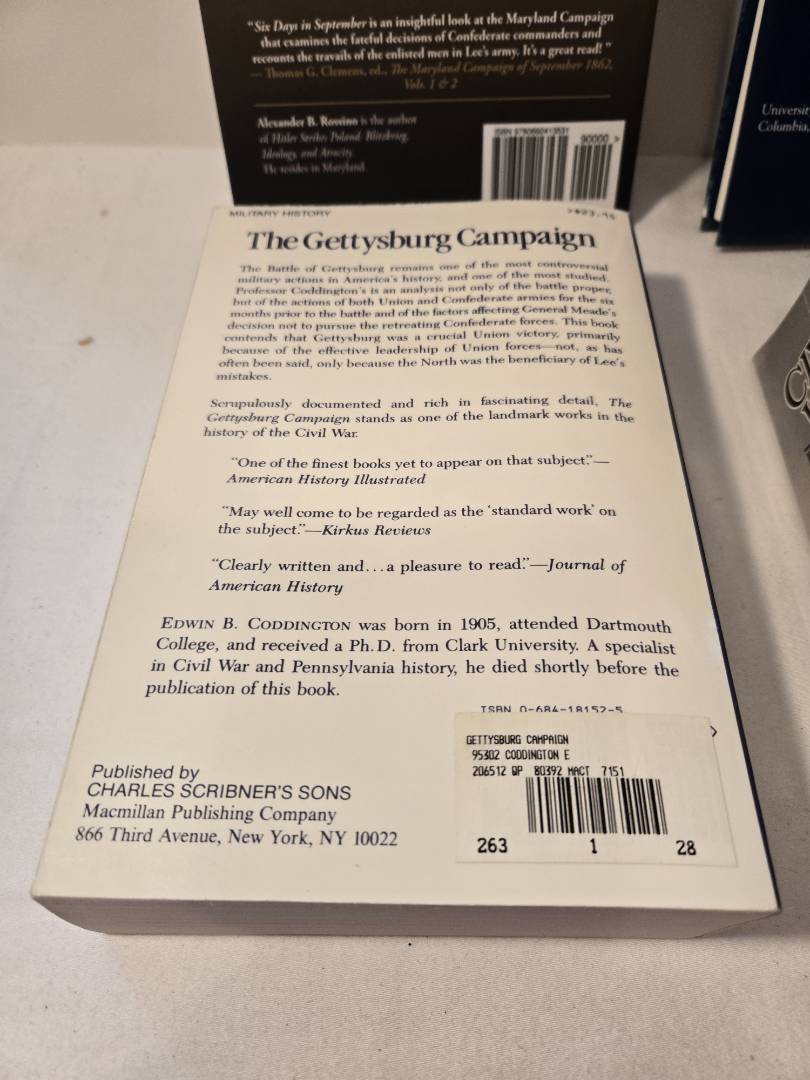 "Six Days in September is an insightful look at the Maryland Campaign
that examines the fateful decisions of Confederate commanders and
recounts the travails of the enlisted men in Lee's army. It's a great read!"
— Thomas G. Clemens, ed., The Maryland Campaign of September 1862,
Vols. 1 & 2
Alexander B. Rossino is the author
of Hitler Strikes Poland: Blitzkrieg,
Ideology, and Atrocity.
He resides in Maryland.
90000 >
Universit
Columbia,
MILITARY HISTORY
The Gettysburg Campaign
The Battle of Gettysburg remains one of the most controversial
military actions in America's history, and one of the most studied.
Professor Coddington's is an analysis not only of the battle proper,
but of the actions of both Union and Confederate armies for the six
months prior to the battle and of the factors affecting General Meade's
decision not to pursue the retreating Confederate forces. This book
contends that Gettysburg was a crucial Union victory, primarily
because of the effective leadership of Union forces—not, as has
often been said, only because the North was the beneficiary of Lee's
mistakes.
Scrupulously documented and rich in fascinating detail, The
Gettysburg Campaign stands as one of the landmark works in the
history of the Civil War.
"One of the finest books yet to appear on that subject."—
American History Illustrated
"May well come to be regarded as the 'standard work' on
the subject."—Kirkus Reviews
"Clearly written and...a pleasure to read."—Journal of
American History
EDWIN B. CODDINGTON was born in 1905, attended Dartmouth
College, and received a Ph.D. from Clark University. A specialist
in Civil War and Pennsylvania history, he died shortly before the
publication of this book.
ISBN 0-684-18152-5
GETTYSBURG CAMPAIGN
95302 CODDINGTON E
206512 QP 80392 MACT 7151
263 1 28
Published by
CHARLES SCRIBNER'S SONS
Macmillan Publishing Company
866 Third Avenue, New York, NY 10022